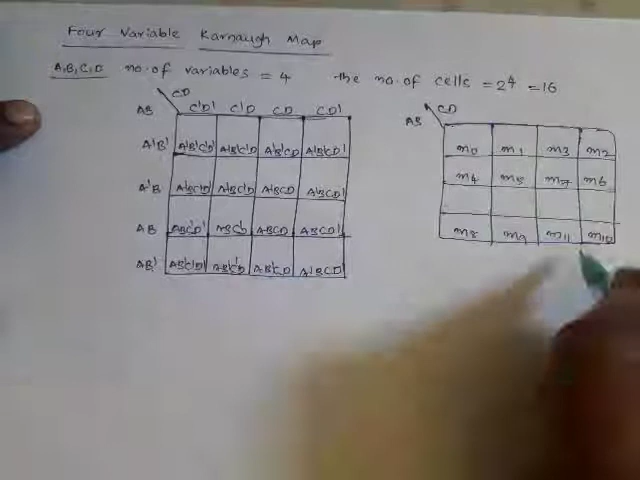 Four Variable Karnaugh Map
A,B,C,D no.of variables = 4 the no.of cells = 2⁴ = 16
CD
AB C'D' C'D CD CD'
A'B' A'B'C'D' A'B'C'D A'B'CD A'B'CD'
A'B A'BC'D' A'BC'D A'BCD A'BCD'
AB ABC'D' ABC'D ABCD ABCD'
AB' AB'C'D' AB'C'D AB'CD A'BCD
CD
AB
m0 m1 m3 m2
m4 m5 m7 m6
m8 m9 m11 m10